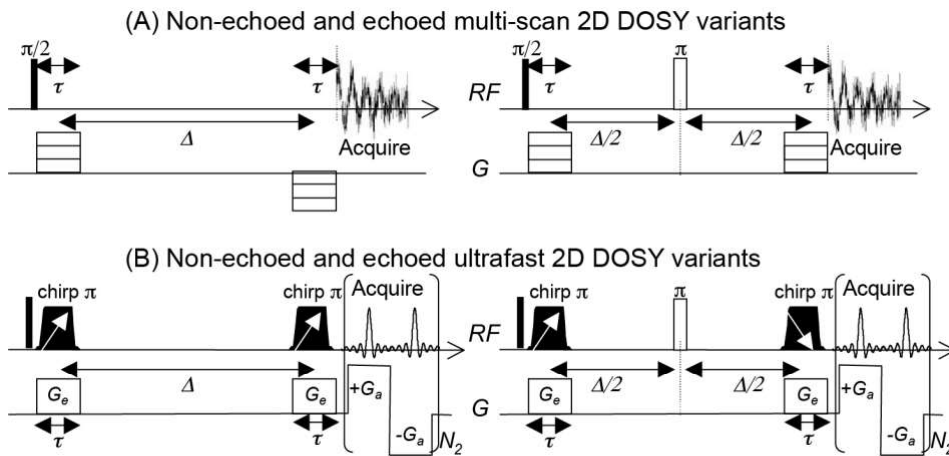 (A) Non-echoed and echoed multi-scan 2D DOSY variants
π/2 τ τ RF π/2 τ π τ
Δ Acquire Δ/2 Δ/2 Acquire
G
(B) Non-echoed and echoed ultrafast 2D DOSY variants
chirp π chirp π Acquire chirp π π chirp π Acquire
RF
Δ Δ/2 Δ/2
Ge Ge +Ga G Ge Ge +Ga
τ τ -Ga N2 τ τ -Ga N2